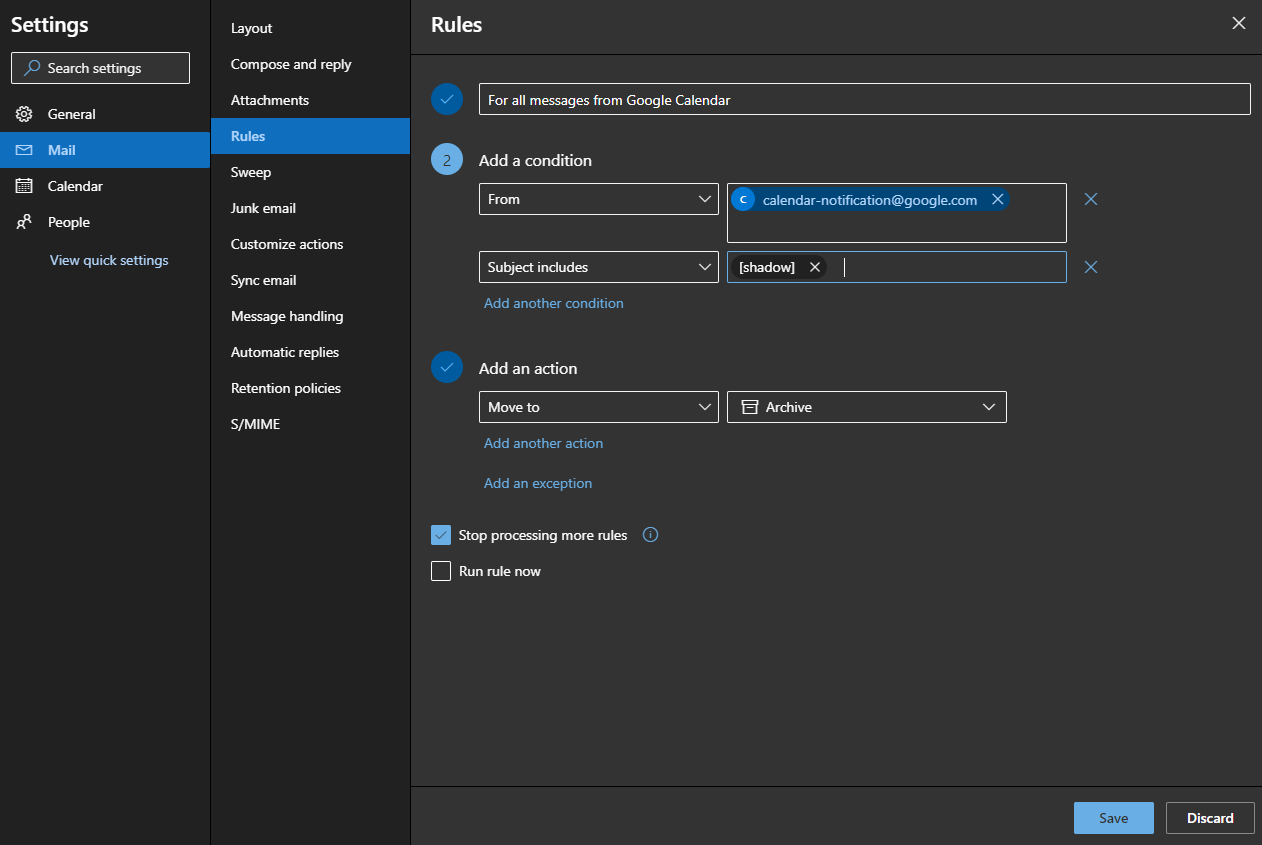 Settings
Search settings
General
Mail
Calendar
People
View quick settings
Layout
Compose and reply
Attachments
Rules
Sweep
Junk email
Customize actions
Sync email
Message handling
Automatic replies
Retention policies
S/MIME
Rules
For all messages from Google Calendar
2 Add a condition
From C calendar-notification@google.com
Subject includes [shadow]
Add another condition
Add an action
Move to Archive
Add another action
Add an exception
Stop processing more rules
Run rule now
Save Discard